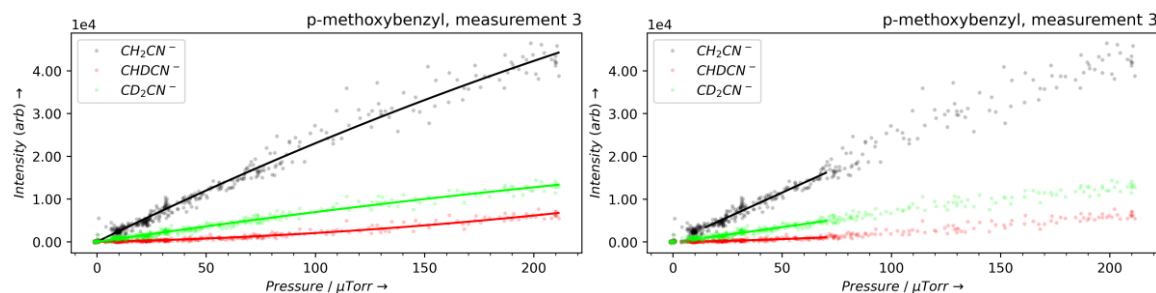 p-methoxybenzyl, measurement 3
1e4
CH₂CN⁻
CHDCN⁻
CD₂CN⁻
4.00
3.00
2.00
1.00
0.00
Intensity (arb) →
0 50 100 150 200
Pressure / μTorr →
p-methoxybenzyl, measurement 3
1e4
CH₂CN⁻
CHDCN⁻
CD₂CN⁻
4.00
3.00
2.00
1.00
0.00
Intensity (arb) →
0 50 100 150 200
Pressure / μTorr →